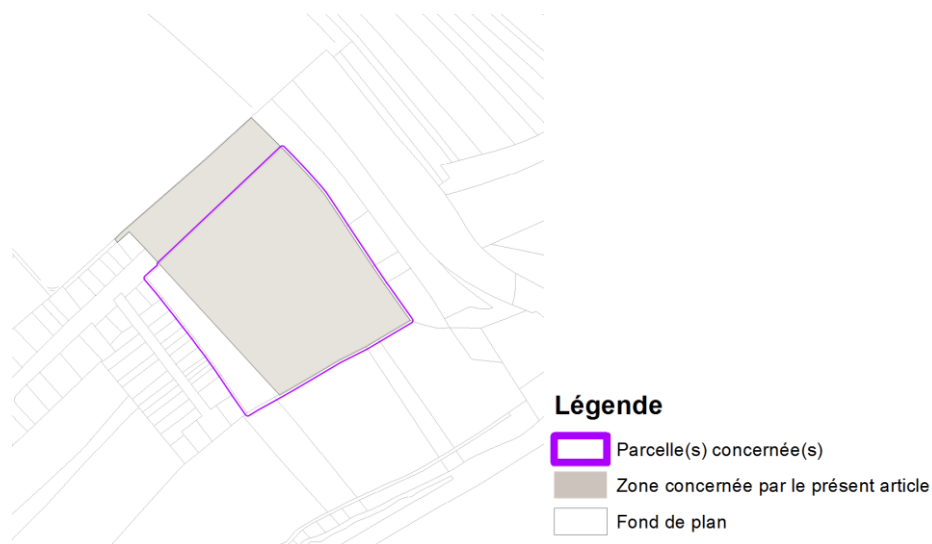 Légende
Parcelle(s) concernée(s)
Zone concernée par le présent article
Fond de plan